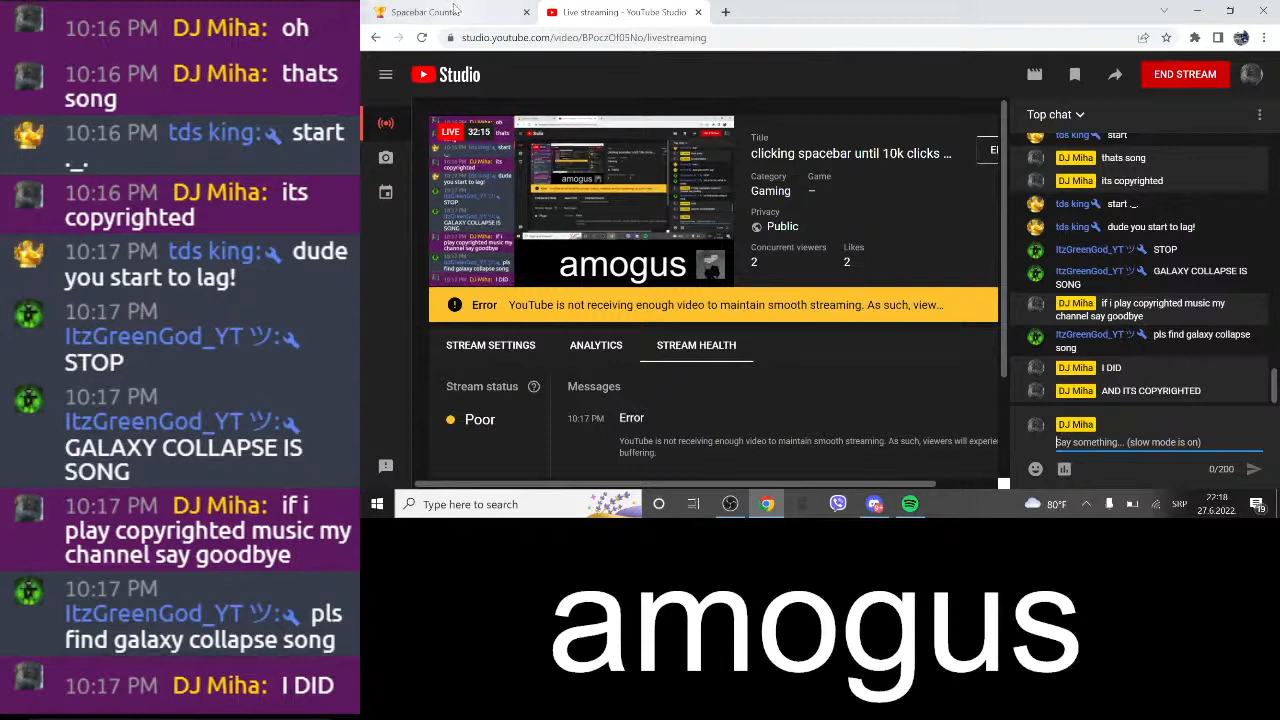 10:16 PM DJ Miha: oh
10:16 PM DJ Miha: thats
song
10:16 PM tds king: start
._.
10:16 PM DJ Miha: its
copyrighted
10:17 PM tds king: dude
you start to lag!
10:17 PM
ItzGreenGod_YT ツ:
STOP
10:17 PM
ItzGreenGod_YT ツ:
GALAXY COLLAPSE IS
SONG
10:17 PM DJ Miha: if i
play copyrighted music my
channel say goodbye
10:17 PM
ItzGreenGod_YT ツ: pls
find galaxy collapse song
10:17 PM DJ Miha: I DID
Spacebar Counter
Live streaming - YouTube Studio
studio.youtube.com/video/BPoczOf05No/livestreaming
Studio
END STREAM
LIVE 32:15
amogus
Title
clicking spacebar until 10k clicks ...
Category Game
Gaming –
Privacy
Public
Concurrent viewers Likes
2 2
Error YouTube is not receiving enough video to maintain smooth streaming. As such, view...
STREAM SETTINGS ANALYTICS STREAM HEALTH
Stream status Messages
Poor
10:17 PM Error
YouTube is not receiving enough video to maintain smooth streaming. As such, viewers will experie
buffering.
Top chat
tds king start
DJ Miha thats song
DJ Miha its copyrighted
tds king start ._.
tds king dude you start to lag!
ItzGreenGod_YT ツ STOP
ItzGreenGod_YT ツ GALAXY COLLAPSE IS
SONG
DJ Miha if i play copyrighted music my
channel say goodbye
ItzGreenGod_YT ツ pls find galaxy collapse
song
DJ Miha I DID
DJ Miha AND ITS COPYRIGHTED
DJ Miha
Say something... (slow mode is on)
0/200
Type here to search
80°F
SRP
22:18
27.6.2022.
19
amogus